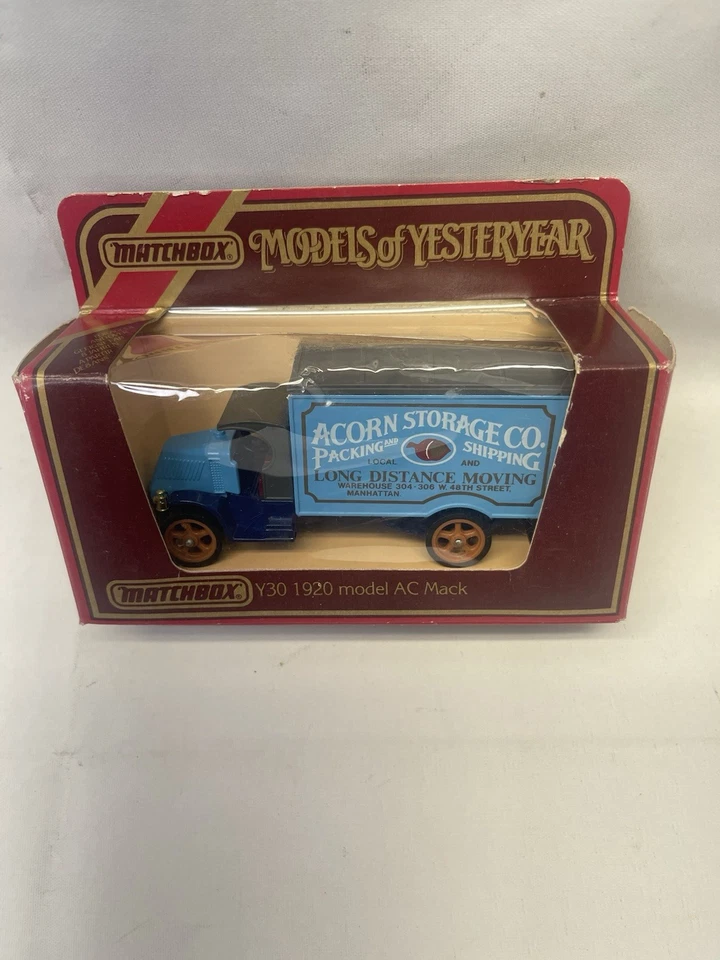 MATCHBOX®
MODELS of YESTERYEAR
ACORN STORAGE CO.
PACKING AND SHIPPING
LOCAL AND
LONG DISTANCE MOVING
WAREHOUSE 304-306 W. 48TH STREET,
MANHATTAN.
MATCHBOX® Y30 1920 model AC Mack